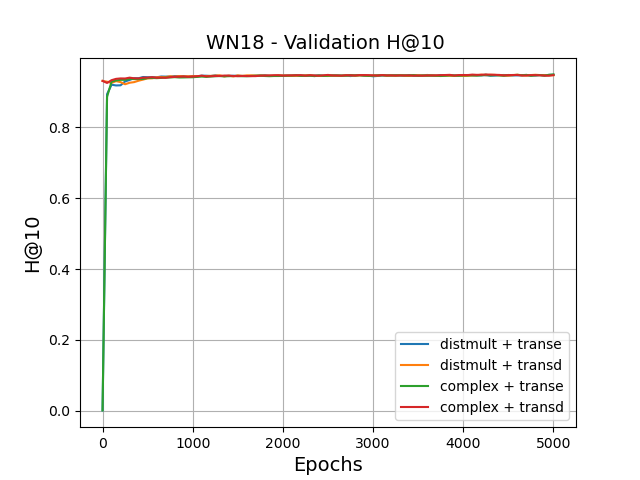 WN18 - Validation H@10
H@10
0.8
0.6
0.4
0.2
0.0
distmult + transe
distmult + transd
complex + transe
complex + transd
0 1000 2000 3000 4000 5000
Epochs